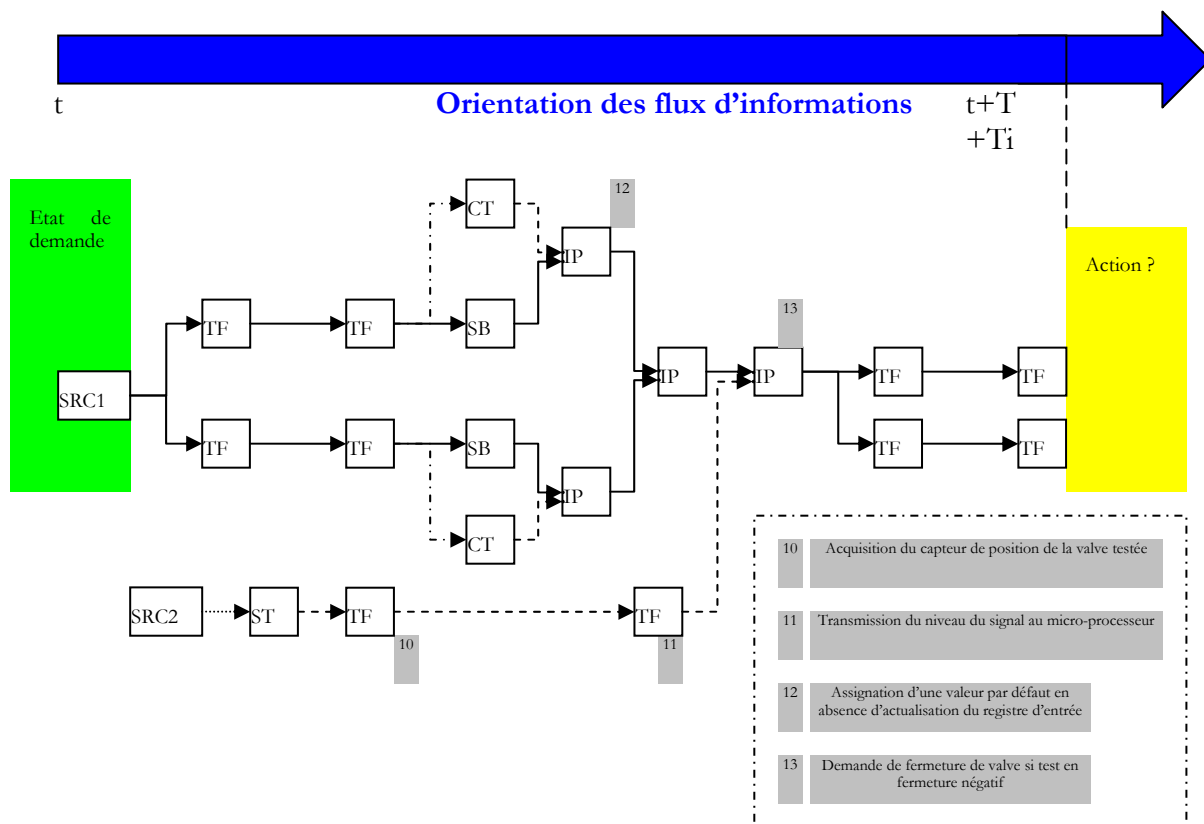 t
Orientation des flux d'informations
t+T
+Ti
12
Etat de
demande
CT
IP
Action ?
TF
TF
SB
13
SRC1
IP
IP
TF
TF
TF
TF
SB
TF
TF
IP
CT
10
Acquisition du capteur de position de la valve testée
SRC2
ST
TF
TF
11
Transmission du niveau du signal au micro-processeur
10
11
12
Assignation d'une valeur par défaut en
absence d'actualisation du registre d'entrée
13
Demande de fermeture de valve si test en
fermeture négatif